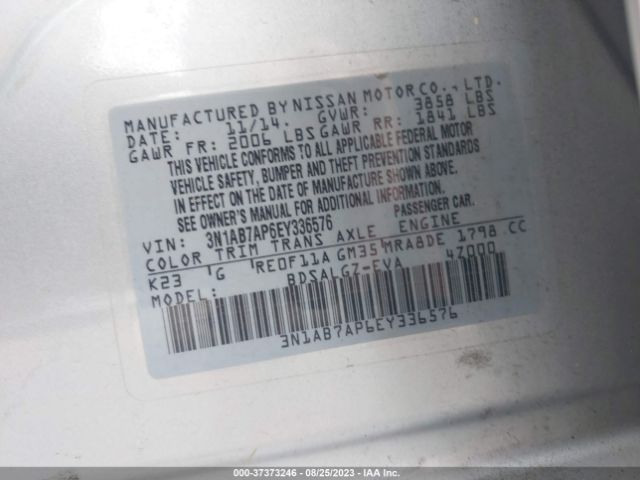 MANUFACTURED BY NISSAN MOTOR CO., LTD.
DATE: 11/14. GVWR: 3858 LBS
GAWR FR: 2006 LBS GAWR RR: 1841 LBS
THIS VEHICLE CONFORMS TO ALL APPLICABLE FEDERAL MOTOR
VEHICLE SAFETY, BUMPER AND THEFT PREVENTION STANDARDS
IN EFFECT ON THE DATE OF MANUFACTURE SHOWN ABOVE.
SEE OWNER'S MANUAL FOR ADDITIONAL INFORMATION.
VIN: 3N1AB7AP6EY336576 PASSENGER CAR.
COLOR TRIM TRANS AXLE ENGINE
K23 G RE0F11A GM35 MRA8DE 1798 CC
MODEL: BDSALGZ-EVA 4Z000
3N1AB7AP6EY336576
000-37373246 - 08/25/2023 - IAA Inc.